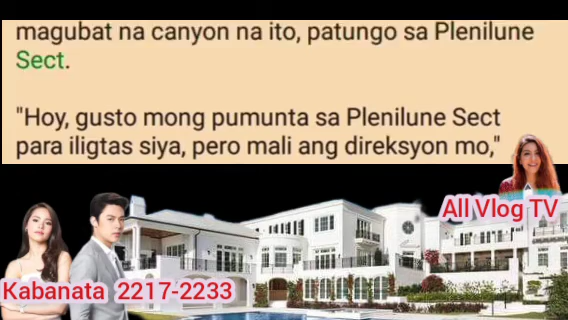 magubat na canyon na ito, patungo sa Plenilune
Sect.
"Hoy, gusto mong pumunta sa Plenilune Sect
para iligtas siya, pero mali ang direksyon mo,"
All Vlog TV
Kabanata 2217-2233